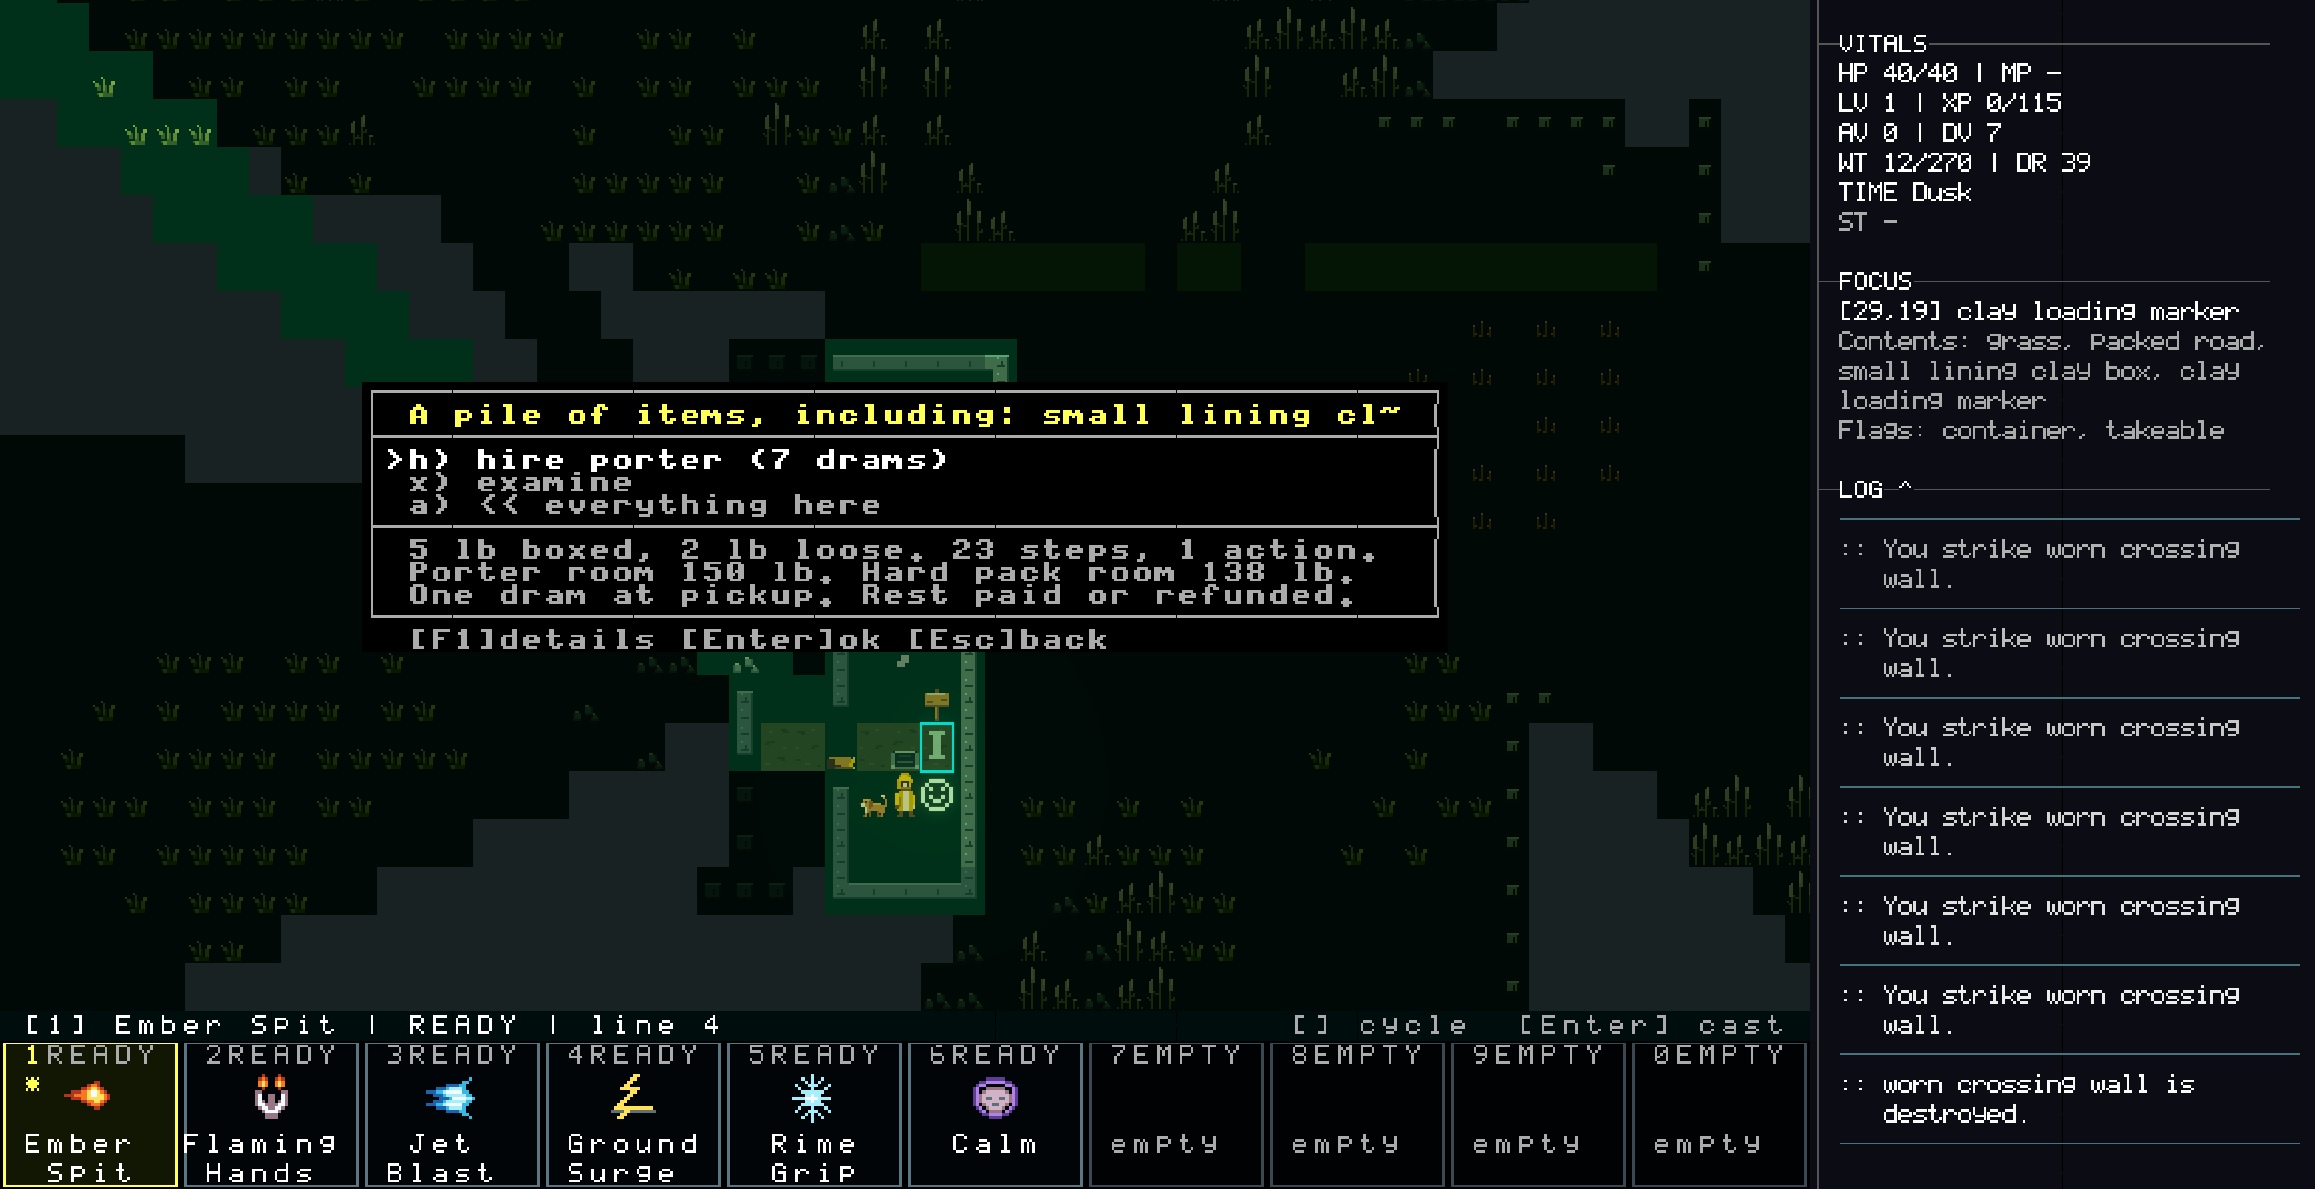 VITALS
HP 40/40 | MP -
LV 1 | XP 0/115
AV 0 | DV 7
WT 12/270 | DR 39
TIME Dusk
ST -
FOCUS
[29,19] clay loading marker
Contents: grass, packed road,
small lining clay box, clay
loading marker
Flags: container, takeable
LOG ^
:: You strike worn crossing
wall.
:: You strike worn crossing
wall.
:: You strike worn crossing
wall.
:: You strike worn crossing
wall.
:: You strike worn crossing
wall.
:: You strike worn crossing
wall.
:: worn crossing wall is
destroyed.
A pile of items, including: small lining cl~
>h) hire porter (7 drams)
x) examine
a) << everything here
5 lb boxed, 2 lb loose. 23 steps, 1 action.
Porter room 150 lb. Hard pack room 138 lb.
One dram at pickup. Rest paid or refunded.
[F1]details [Enter]ok [Esc]back
[1] Ember Spit | READY | line 4
[] cycle [Enter] cast
1READY
* Ember
Spit
2READY
Flaming
Hands
3READY
Jet
Blast
4READY
Ground
Surge
5READY
Rime
Grip
6READY
Calm
7EMPTY
empty
8EMPTY
empty
9EMPTY
empty
0EMPTY
empty